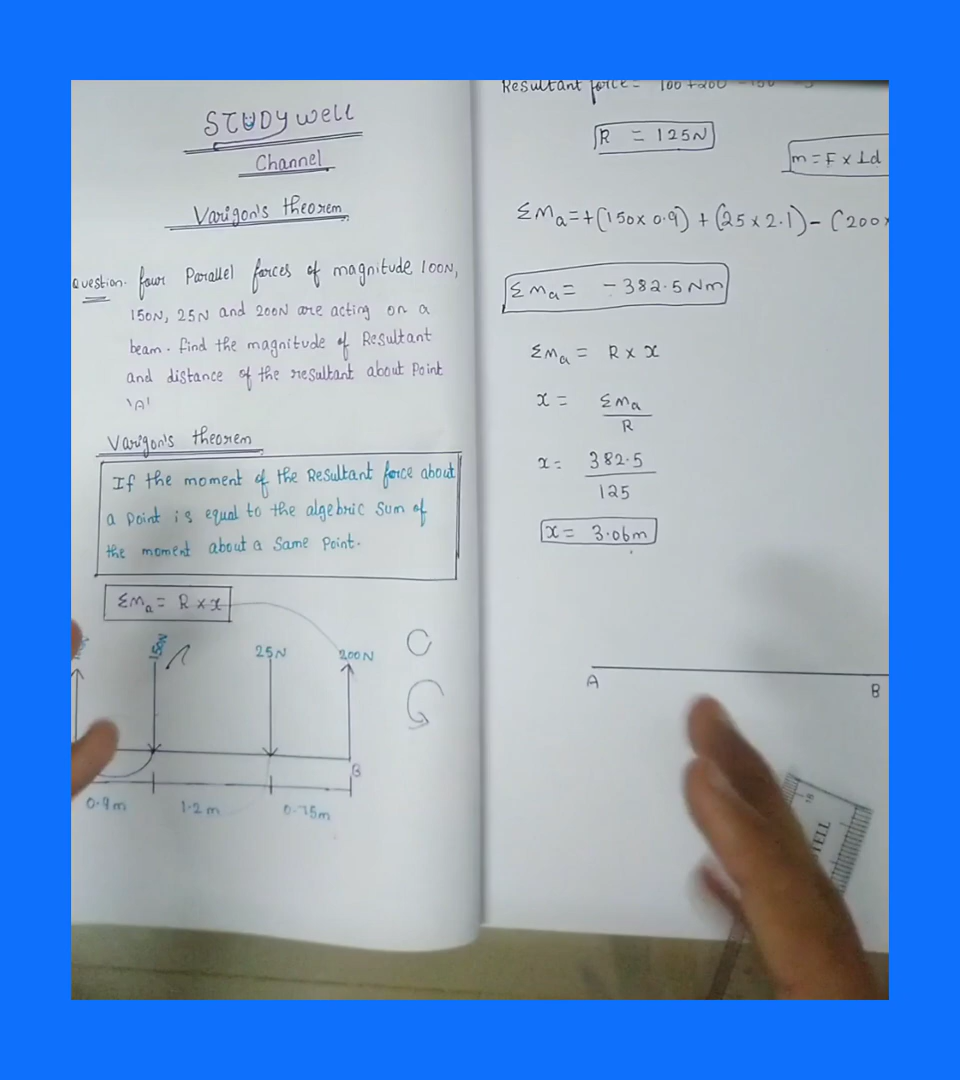 STUDY well
Channel
Varigon's theorem
Question. four Parallel forces of magnitude 100N,
150N, 25N and 200N are acting on a
beam. find the magnitude of Resultant
and distance of the resultant about Point
'A'
Varigon's theorem
If the moment of the Resultant force about
a point is equal to the algebric sum of
the moment about a Same Point.
ΣMa = R × x
150N 25N 200N
B
0.9m 1.2m 0.75m
Resultant force = 100 + 200
R = 125N
m = F × ⊥d
ΣMa = +(150 × 0.9) + (25 × 2.1) - (200×
ΣMa = - 382.5 Nm
ΣMa = R × x
x = ΣMa
R
x = 382.5
125
x = 3.06m
A B
18